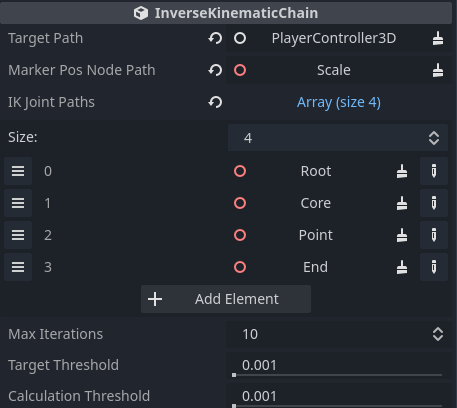 InverseKinematicChain
Target Path PlayerController3D
Marker Pos Node Path Scale
IK Joint Paths Array (size 4)
Size: 4
0 Root
1 Core
2 Point
3 End
Add Element
Max Iterations 10
Target Threshold 0.001
Calculation Threshold 0.001